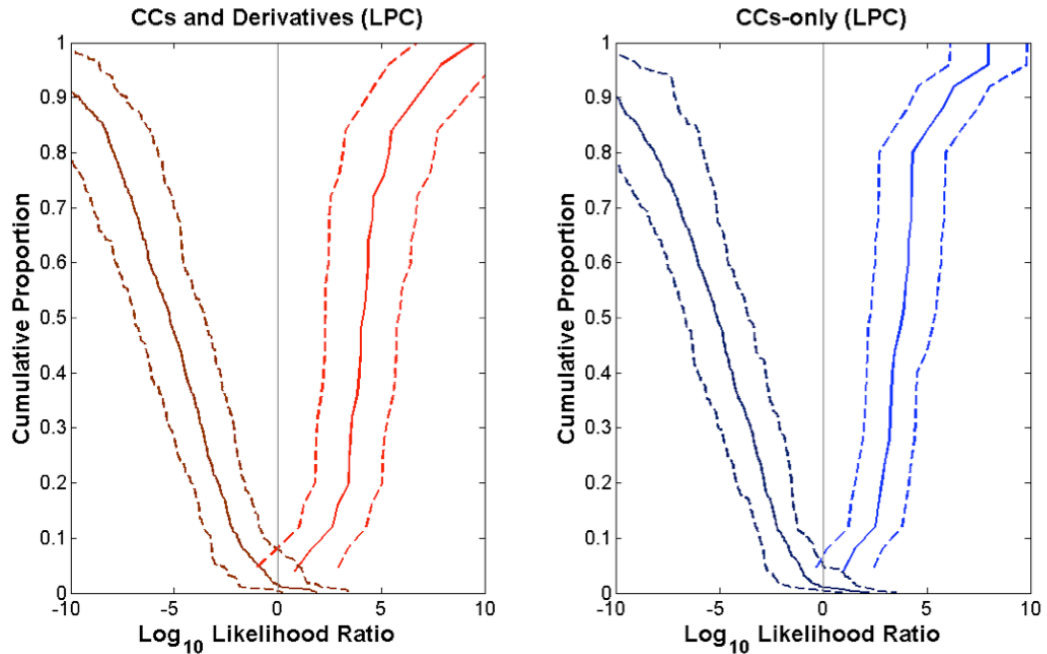 CCs and Derivatives (LPC)
1
0.9
0.8
0.7
0.6
0.5
0.4
0.3
0.2
0.1
0
Cumulative Proportion
-10 -5 0 5 10
Log10 Likelihood Ratio
CCs-only (LPC)
1
0.9
0.8
0.7
0.6
0.5
0.4
0.3
0.2
0.1
0
Cumulative Proportion
-10 -5 0 5 10
Log10 Likelihood Ratio